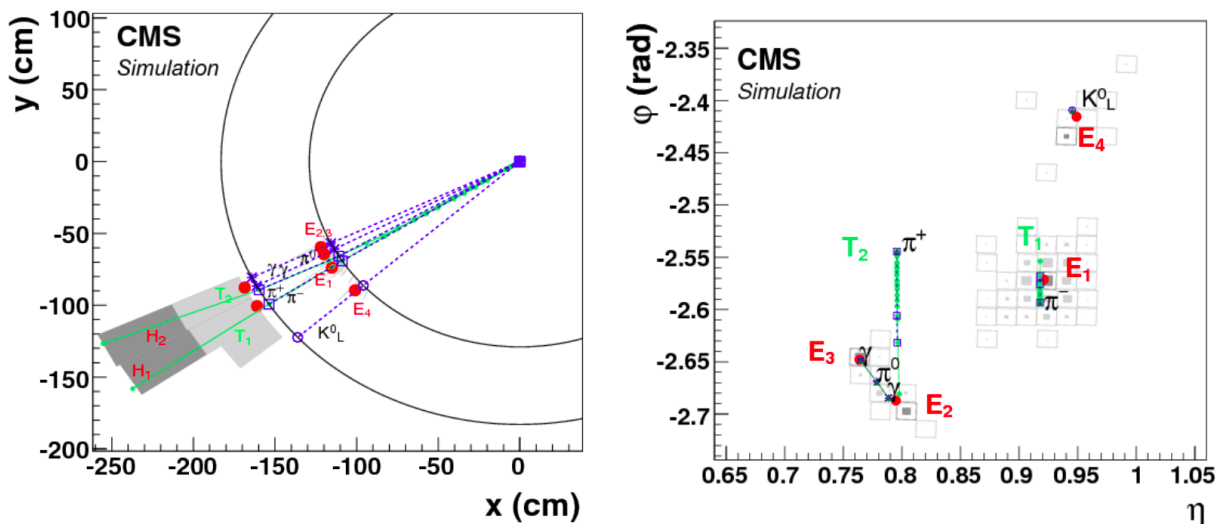 CMS
Simulation
y (cm)
100
50
0
-50
-100
-150
-200
E2,3
γ γ
π0
E1
π+
π−
E4
K0L
T2
T1
H2
H1
-250
-200
-150
-100
-50
0
x (cm)
CMS
Simulation
φ (rad)
-2.35
-2.4
-2.45
-2.5
-2.55
-2.6
-2.65
-2.7
K0L
E4
T2
π+
T1
E1
π−
E3
γ
π0
γ
E2
0.65
0.7
0.75
0.8
0.85
0.9
0.95
1
1.05
η